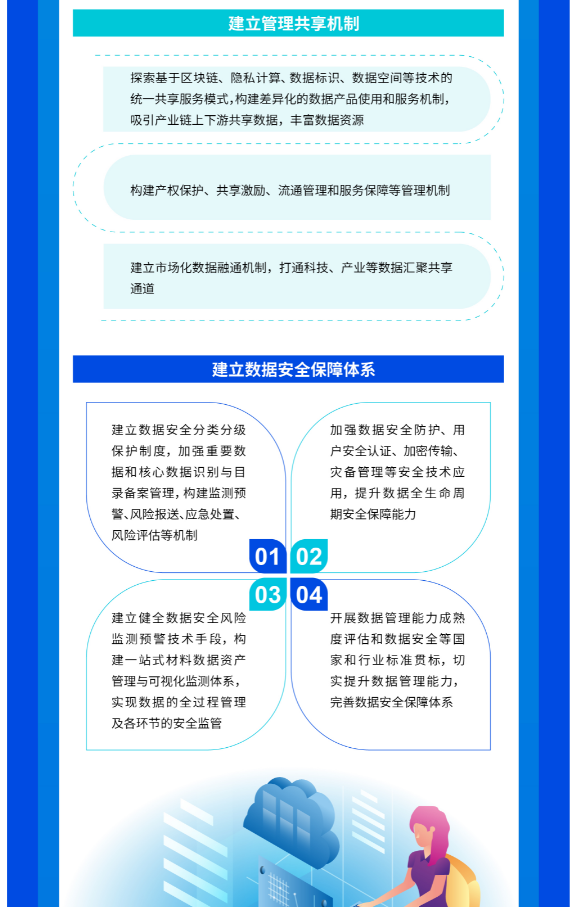 建立管理共享机制
探索基于区块链、隐私计算、数据标识、数据空间等技术的
统一共享服务模式，构建差异化的数据产品使用和服务机制，
吸引产业链上下游共享数据，丰富数据资源
构建产权保护、共享激励、流通管理和服务保障等管理机制
建立市场化数据融通机制，打通科技、产业等数据汇聚共享
通道
建立数据安全保障体系
建立数据安全分类分级
保护制度，加强重要数
据和核心数据识别与目
录备案管理，构建监测预
警、风险报送、应急处置、
风险评估等机制
01
加强数据安全防护、用
户安全认证、加密传输、
灾备管理等安全技术应
用，提升数据全生命周
期安全保障能力
02
03
建立健全数据安全风险
监测预警技术手段，构
建一站式材料数据资产
管理与可视化监测体系，
实现数据的全过程管理
及各环节的安全监管
04
开展数据管理能力成熟
度评估和数据安全等国
家和行业标准贯标，切
实提升数据管理能力，
完善数据安全保障体系